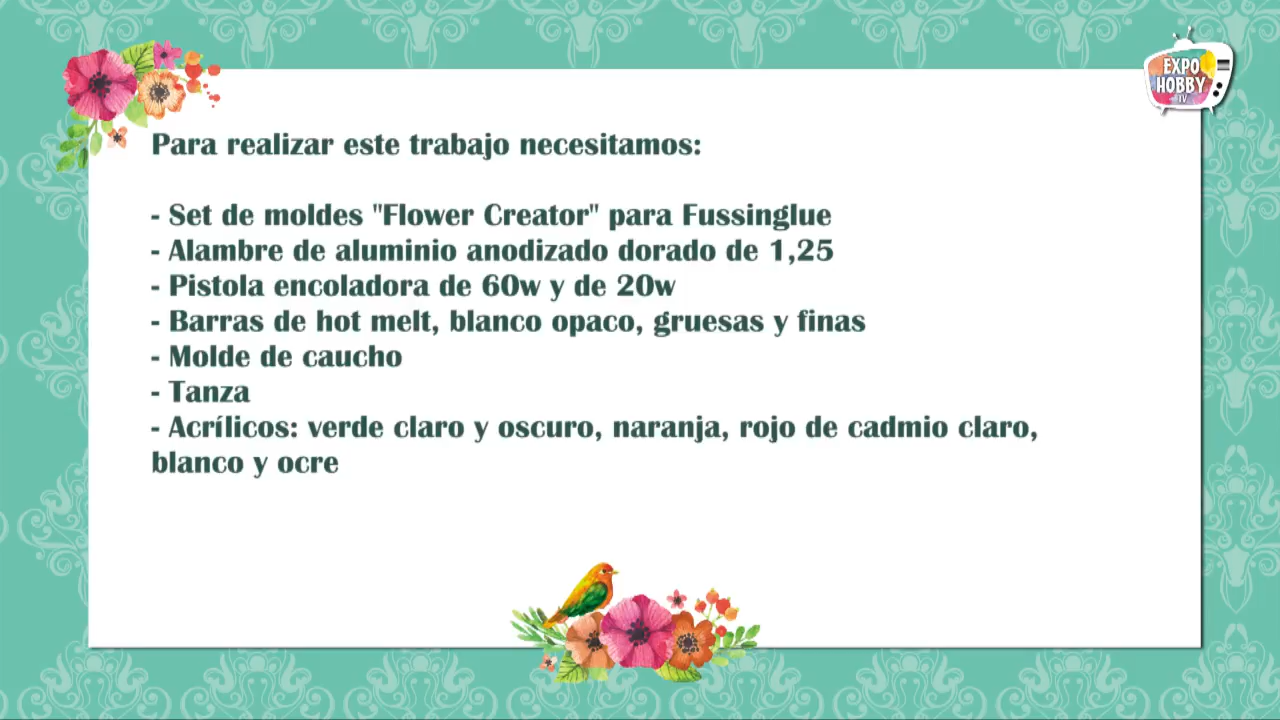 EXPO
HOBBY
TV
Para realizar este trabajo necesitamos:
- Set de moldes "Flower Creator" para Fussinglue
- Alambre de aluminio anodizado dorado de 1,25
- Pistola encoladora de 60w y de 20w
- Barras de hot melt, blanco opaco, gruesas y finas
- Molde de caucho
- Tanza
- Acrílicos: verde claro y oscuro, naranja, rojo de cadmio claro,
blanco y ocre